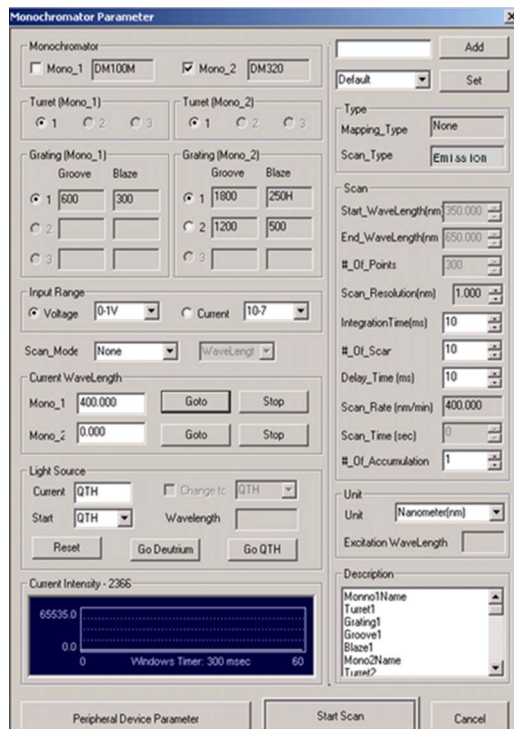 Monochromator Parameter
Monochromator
Mono_1 DM100M Mono_2 DM320
Turret (Mono_1)
1 2 3
Turret (Mono_2)
1 2 3
Grating (Mono_1)
Groove Blaze
1 600 300
2
3
Grating (Mono_2)
Groove Blaze
1 1800 250H
2 1200 500
3
Input Range
Voltage 0-1V Current 10-7
Scan_Mode None WaveLengt
Current WaveLength
Mono_1 400.000 Goto Stop
Mono_2 0.000 Goto Stop
Light Source
Current QTH Change to QTH
Start QTH Wavelength
Reset Go Deutrium Go QTH
Current Intensity - 2366
65535.0
0.0
0 Windows Timer: 300 msec 60
Peripheral Device Parameter Start Scan Cancel
Add
Default Set
Type
Mapping_Type None
Scan_Type Emission
Scan
Start_WaveLength(nm 350.000
End_WaveLength(nm 650.000
#_Of_Points 300
Scan_Resolution(nm) 1.000
IntegrationTime(ms) 10
#_Of_Scar 10
Delay_Time (ms) 10
Scan_Rate (nm/min) 400.000
Scan_Time (sec) 0
#_Of_Accumulation 1
Unit
Unit Nanometer(nm)
Excitation WaveLength
Description
Monno1Name
Turret1
Grating1
Groove1
Blaze1
Mono2Name
Turret2